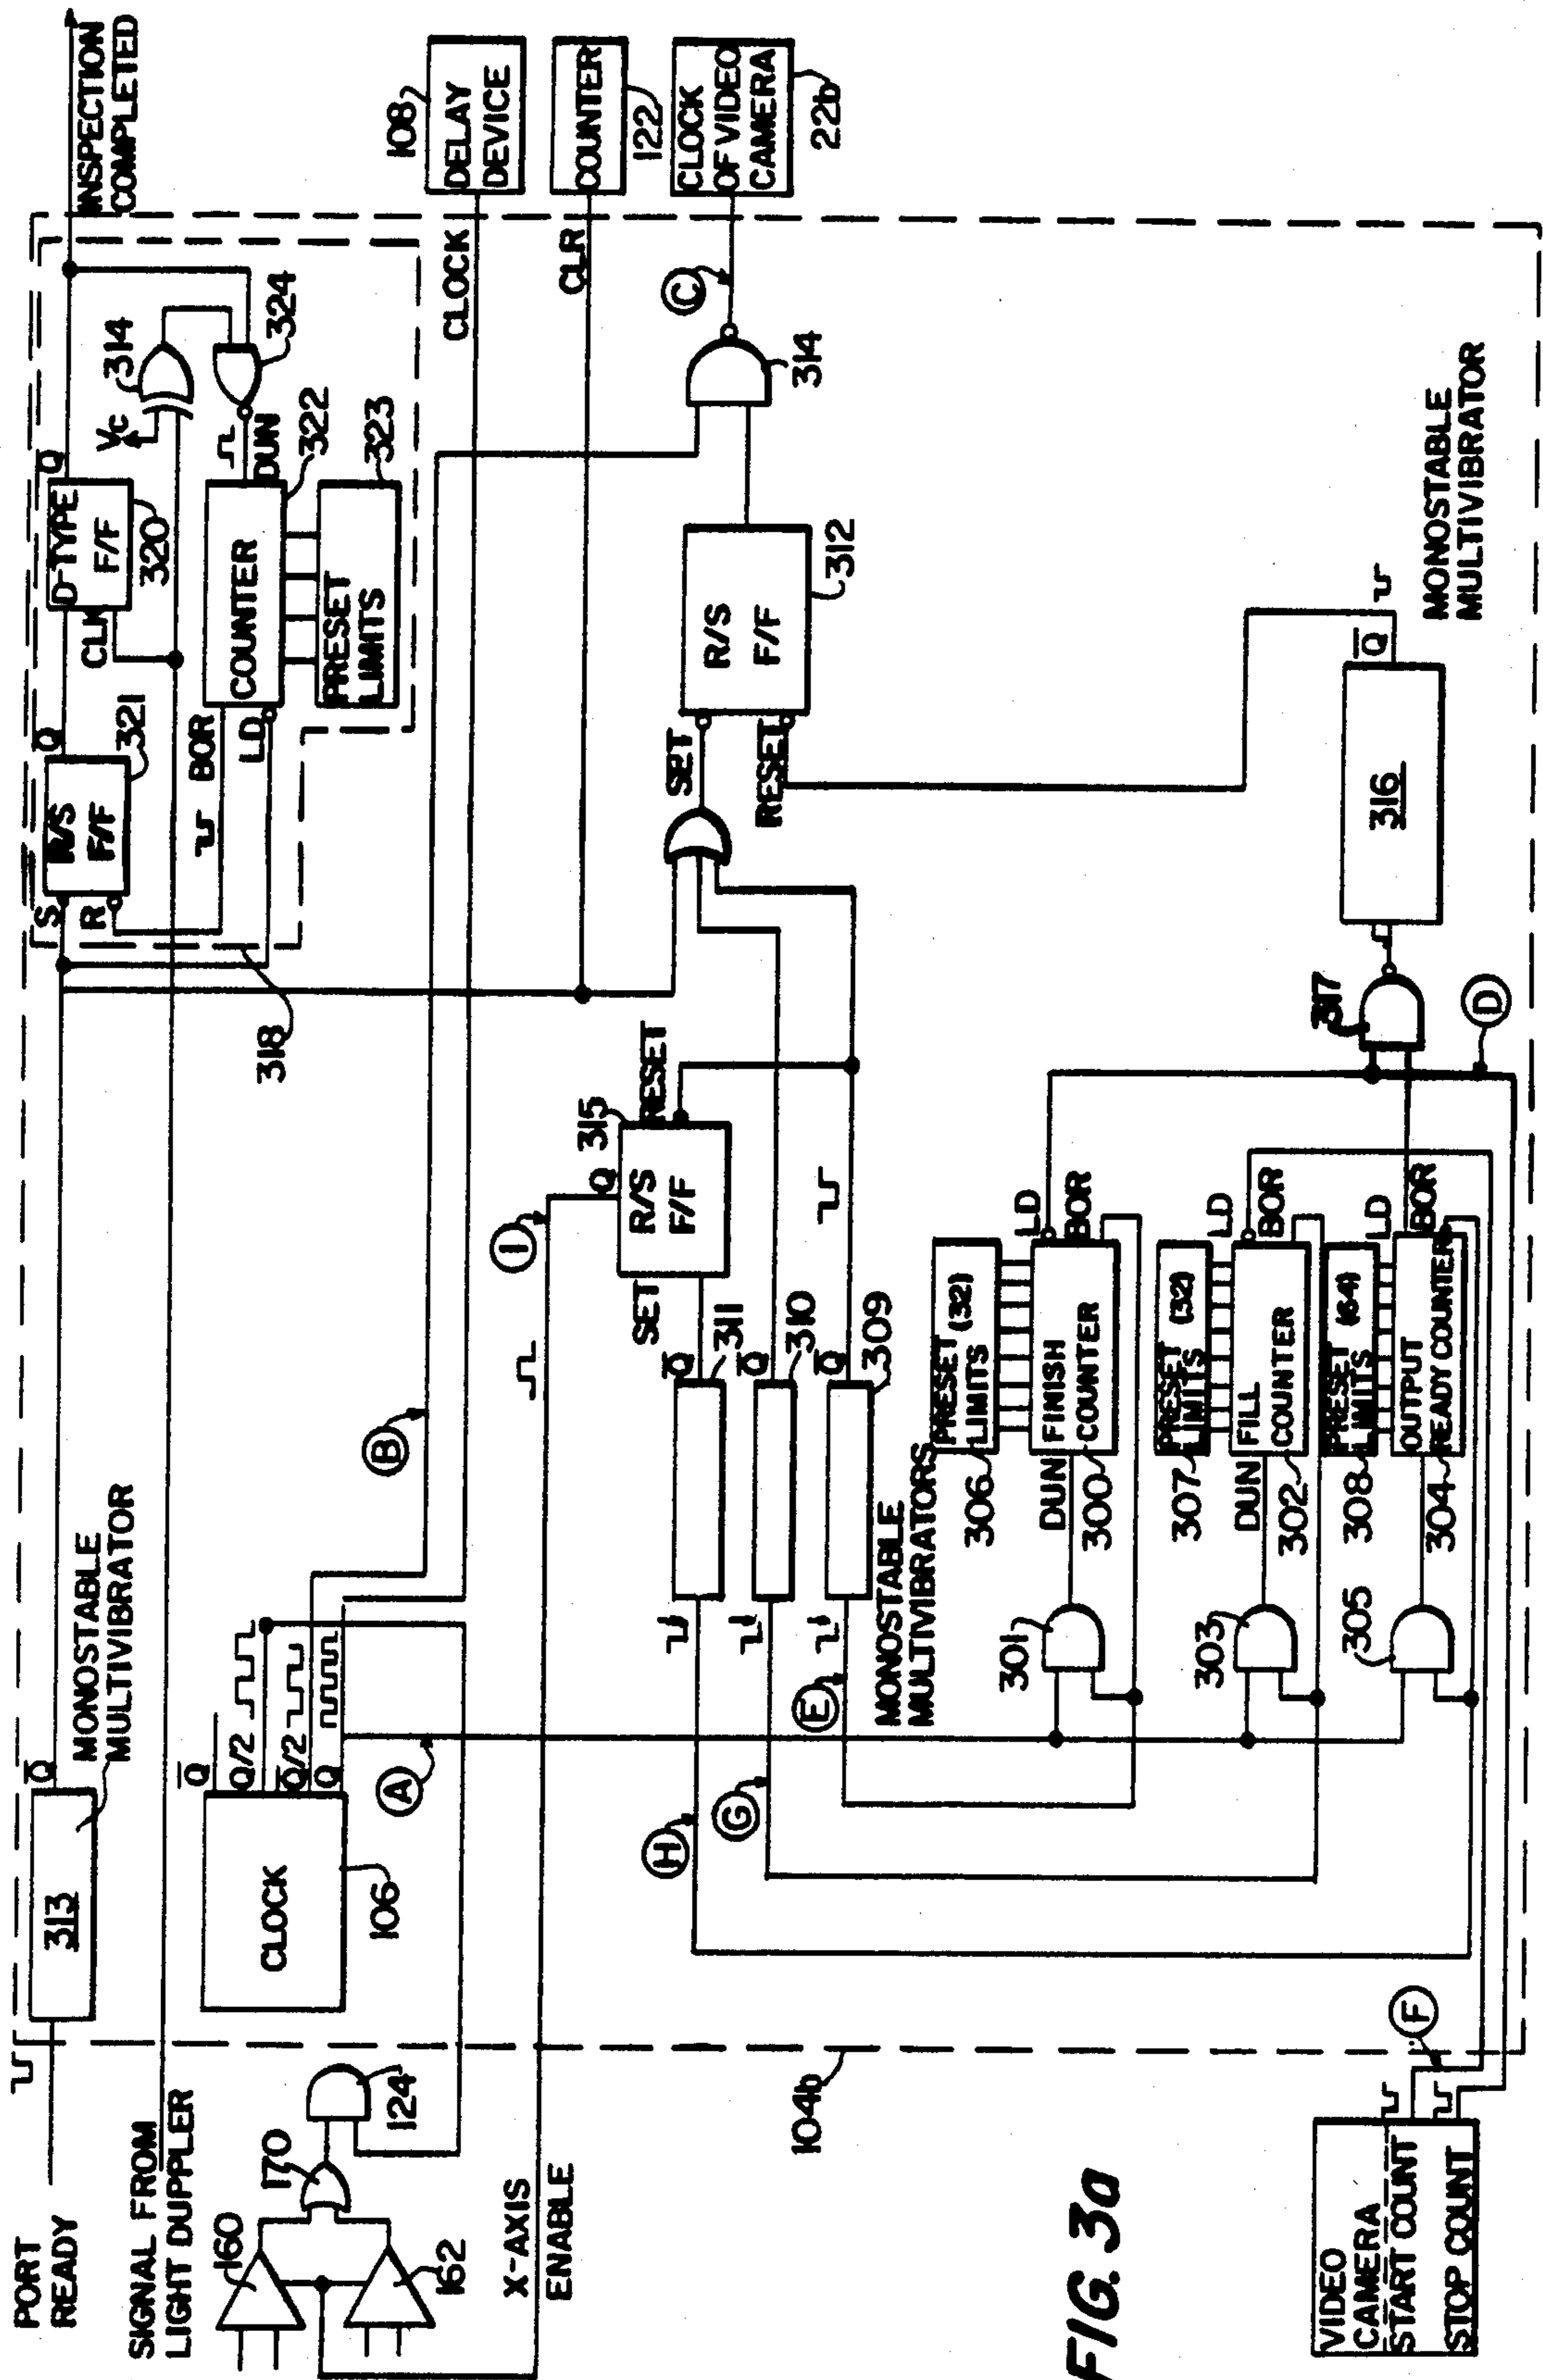 PORT
READY
313
Q
MONOSTABLE
MULTIVIBRATOR
S
R
R/S
F/F
321
Q
D-TYPE
F/F
CLK
320
Q
INSPECTION
COMPLETED
SIGNAL FROM
LIGHT DUPPLER
Vc
314
324
BOR
LD
COUNTER
DUN
322
PRESET
LIMITS
323
318
CLOCK
106
Q
Q/2
Q/2
Q
A
B
160
162
170
124
X-AXIS
ENABLE
CLOCK
108
DELAY
DEVICE
CLR
COUNTER
122
CLOCK
OF VIDEO
CAMERA
22b
C
314
I
SET
R/S
F/F
Q
315
RESET
SET
RESET
R/S
F/F
312
H
G
E
Q
311
Q
310
Q
309
MONOSTABLE
MULTIVIBRATORS
301
DUN
PRESET (32)
LIMITS
306
FINISH
COUNTER
300
LD
BOR
303
DUN
PRESET (32)
LIMITS
307
FILL
COUNTER
302
LD
BOR
305
PRESET (64)
LIMITS
308
OUTPUT
READY COUNTER
304
LD
BOR
317
D
316
Q
MONOSTABLE
MULTIVIBRATOR
104b
F
VIDEO
CAMERA
START COUNT
STOP COUNT
FIG. 3a